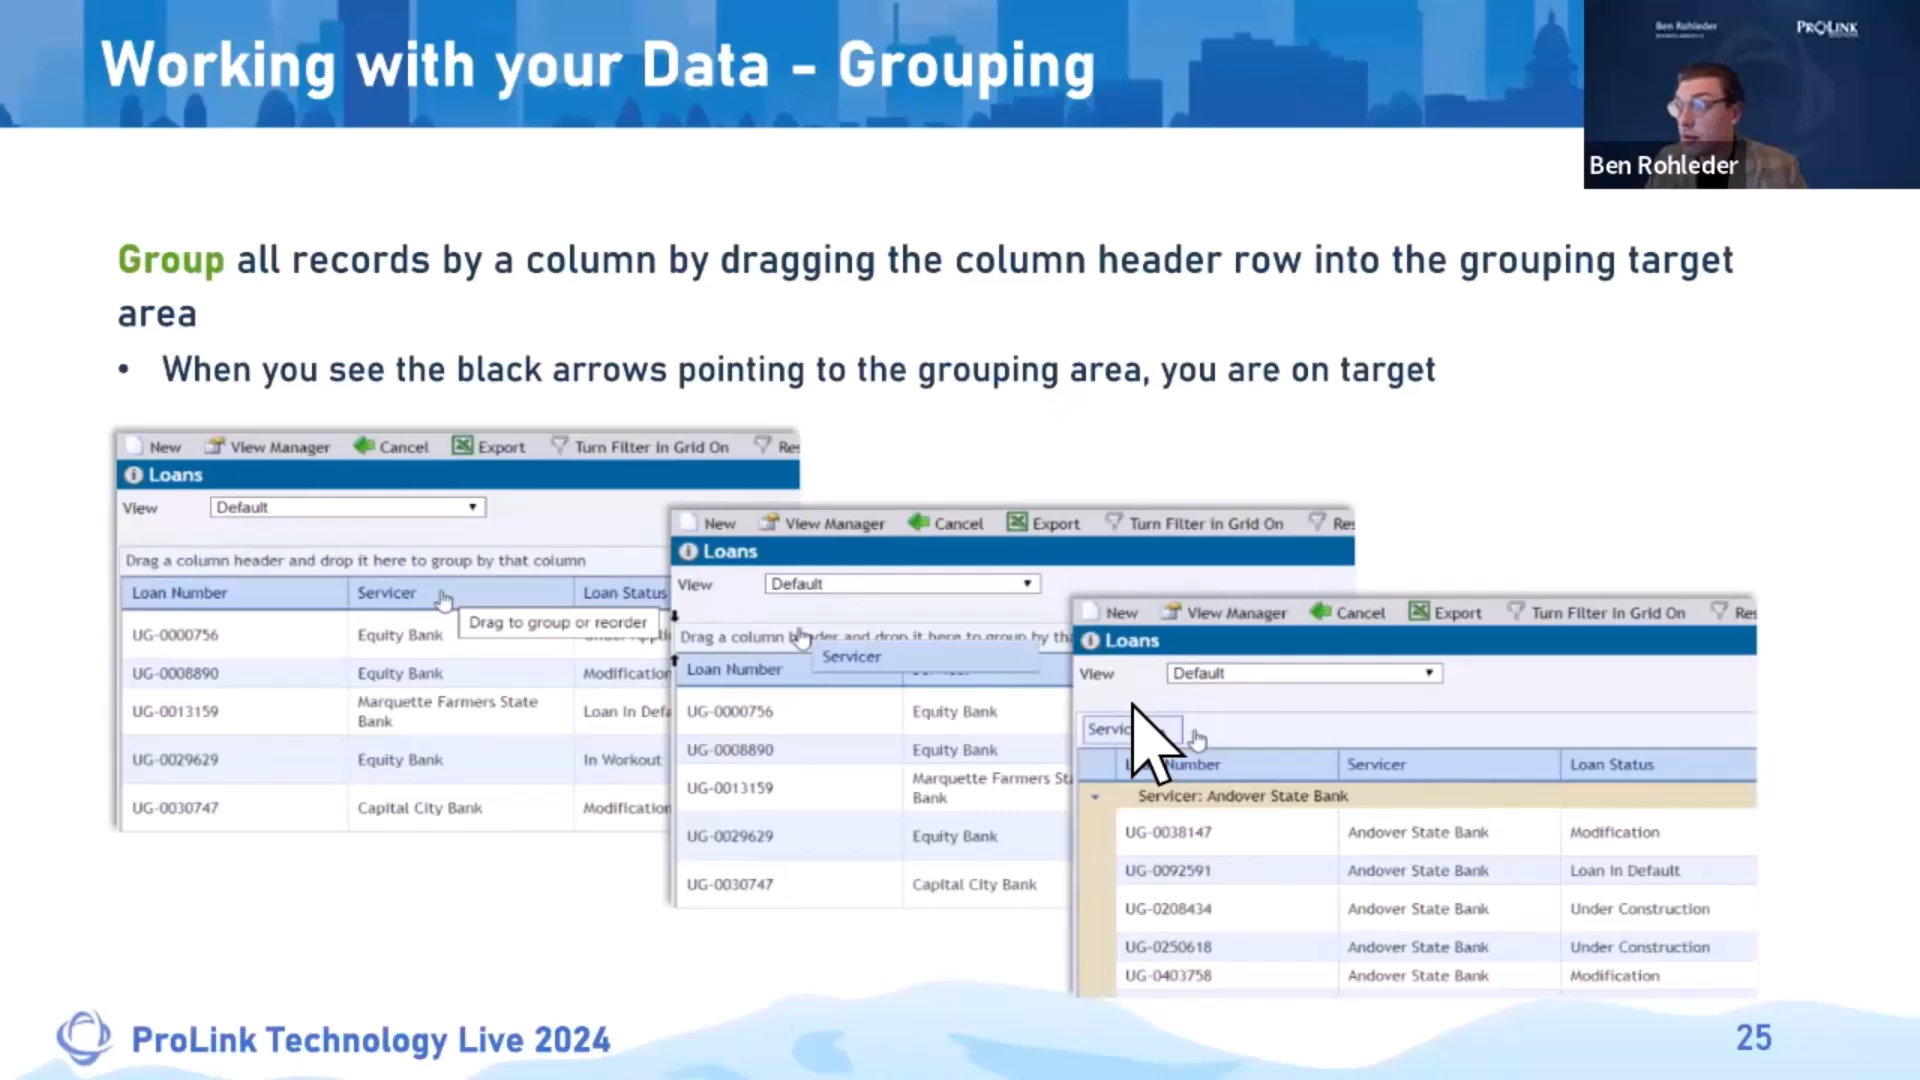 Working with your Data - Grouping
Ben Rohleder
PROLINK
Ben Rohleder
Group all records by a column by dragging the column header row into the grouping target
area
• When you see the black arrows pointing to the grouping area, you are on target
New View Manager Cancel Export Turn Filter In Grid On Res
Loans
View Default
Drag a column header and drop it here to group by that column
Loan Number Servicer Loan Status
Drag to group or reorder
UG-0000756 Equity Bank
UG-0008890 Equity Bank Modification
UG-0013159 Marquette Farmers State
Bank Loan In Defa
UG-0029629 Equity Bank In Workout
UG-0030747 Capital City Bank Modification
New View Manager Cancel Export Turn Filter in Grid On Res
Loans
View Default
Drag a column header and drop it here to group by th
Servicer
Loan Number
UG-0000756 Equity Bank
UG-0008890 Equity Bank
UG-0013159 Marquette Farmers Sta
Bank
UG-0029629 Equity Bank
UG-0030747 Capital City Bank
New View Manager Cancel Export Turn Filter In Grid On Res
Loans
View Default
Servic
Number Servicer Loan Status
Servicer: Andover State Bank
UG-0038147 Andover State Bank Modification
UG-0092591 Andover State Bank Loan In Default
UG-0208434 Andover State Bank Under Construction
UG-0250618 Andover State Bank Under Construction
UG-0403758 Andover State Bank Modification
ProLink Technology Live 2024
25